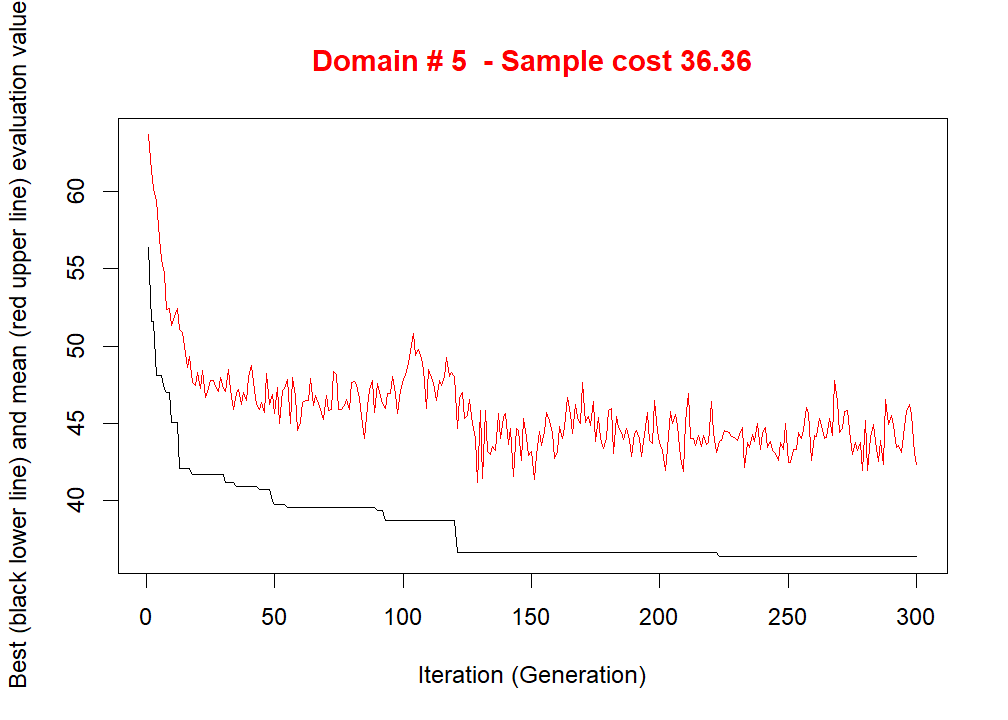 Domain # 5  - Sample cost 36.36
Best (black lower line) and mean (red upper line) evaluation value
60
55
50
45
40
0 50 100 150 200 250 300
Iteration (Generation)